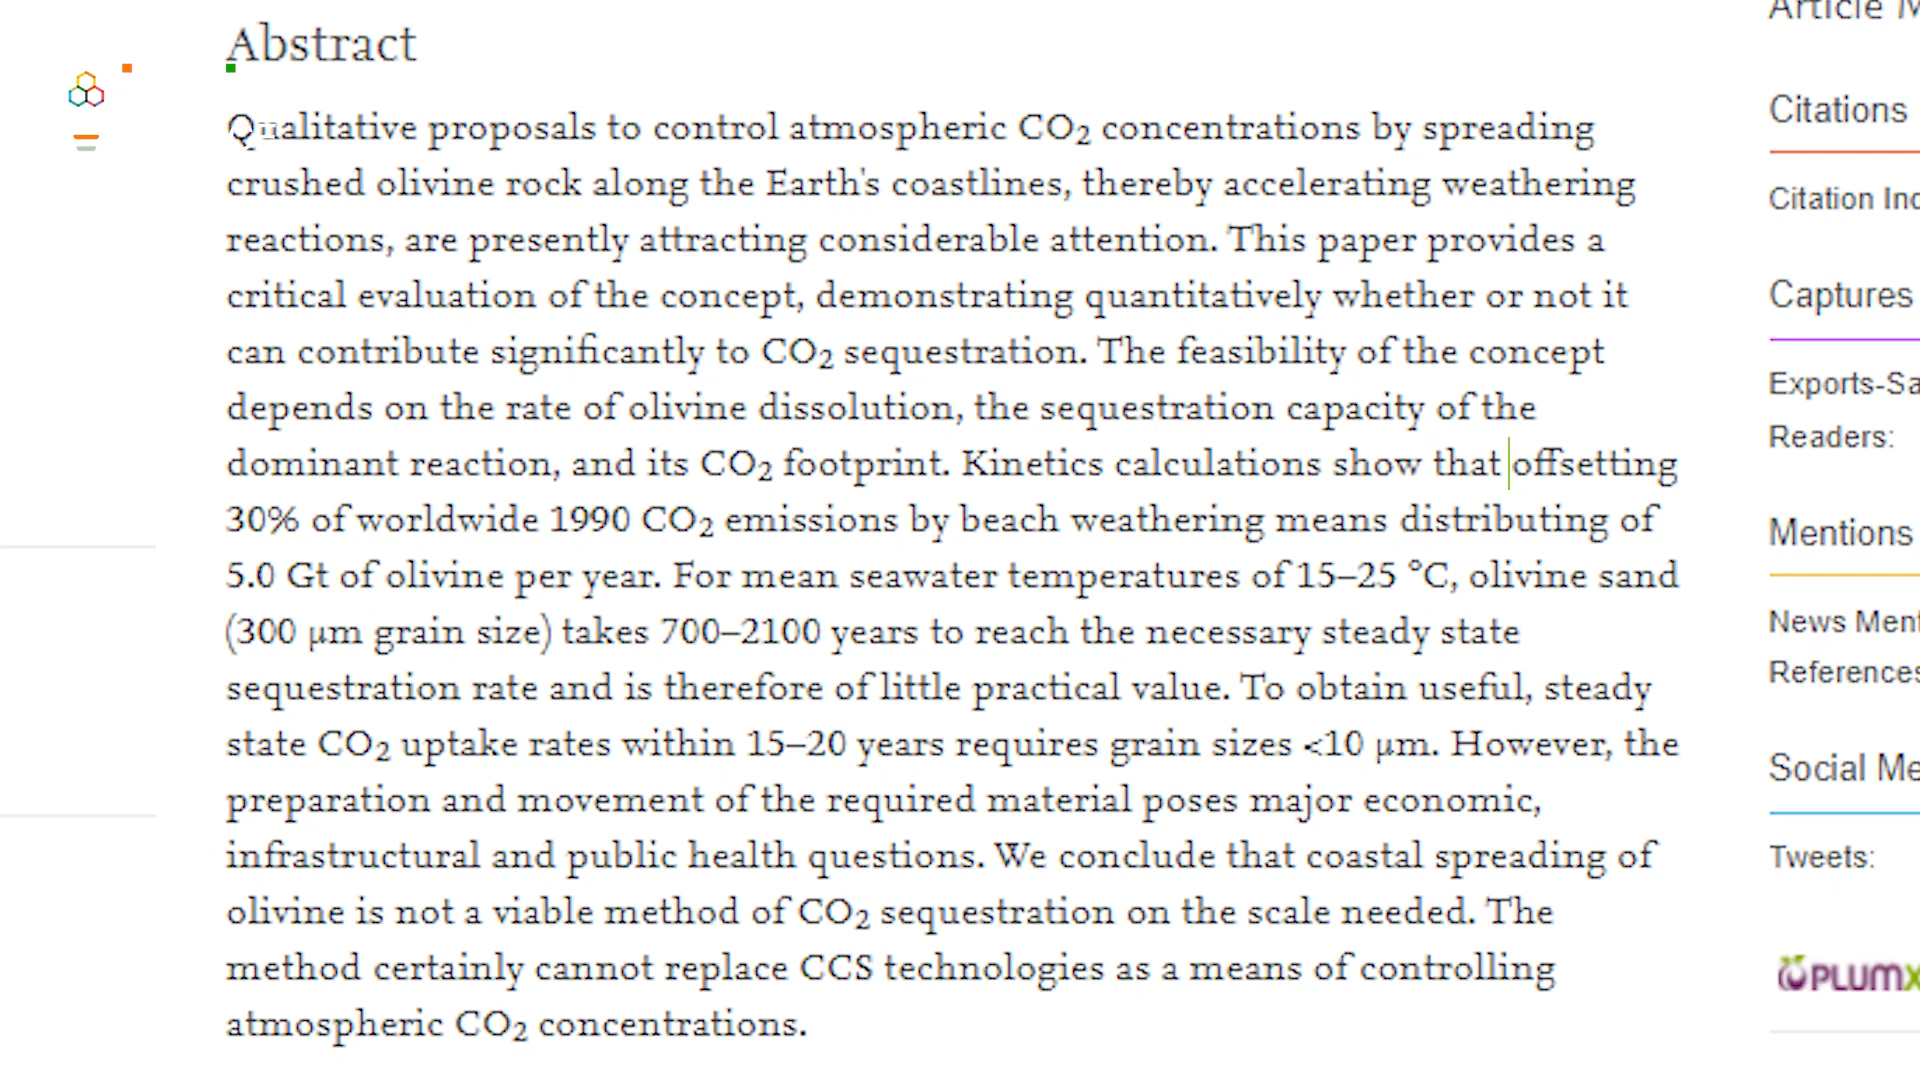 Abstract
Qualitative proposals to control atmospheric CO2 concentrations by spreading
crushed olivine rock along the Earth's coastlines, thereby accelerating weathering
reactions, are presently attracting considerable attention. This paper provides a
critical evaluation of the concept, demonstrating quantitatively whether or not it
can contribute significantly to CO2 sequestration. The feasibility of the concept
depends on the rate of olivine dissolution, the sequestration capacity of the
dominant reaction, and its CO2 footprint. Kinetics calculations show that offsetting
30% of worldwide 1990 CO2 emissions by beach weathering means distributing of
5.0 Gt of olivine per year. For mean seawater temperatures of 15–25 °C, olivine sand
(300 μm grain size) takes 700–2100 years to reach the necessary steady state
sequestration rate and is therefore of little practical value. To obtain useful, steady
state CO2 uptake rates within 15–20 years requires grain sizes <10 μm. However, the
preparation and movement of the required material poses major economic,
infrastructural and public health questions. We conclude that coastal spreading of
olivine is not a viable method of CO2 sequestration on the scale needed. The
method certainly cannot replace CCS technologies as a means of controlling
atmospheric CO2 concentrations.
Article M
Citations
Citation Ind
Captures
Exports-Sa
Readers:
Mentions
News Ment
References
Social Me
Tweets:
PLUMX